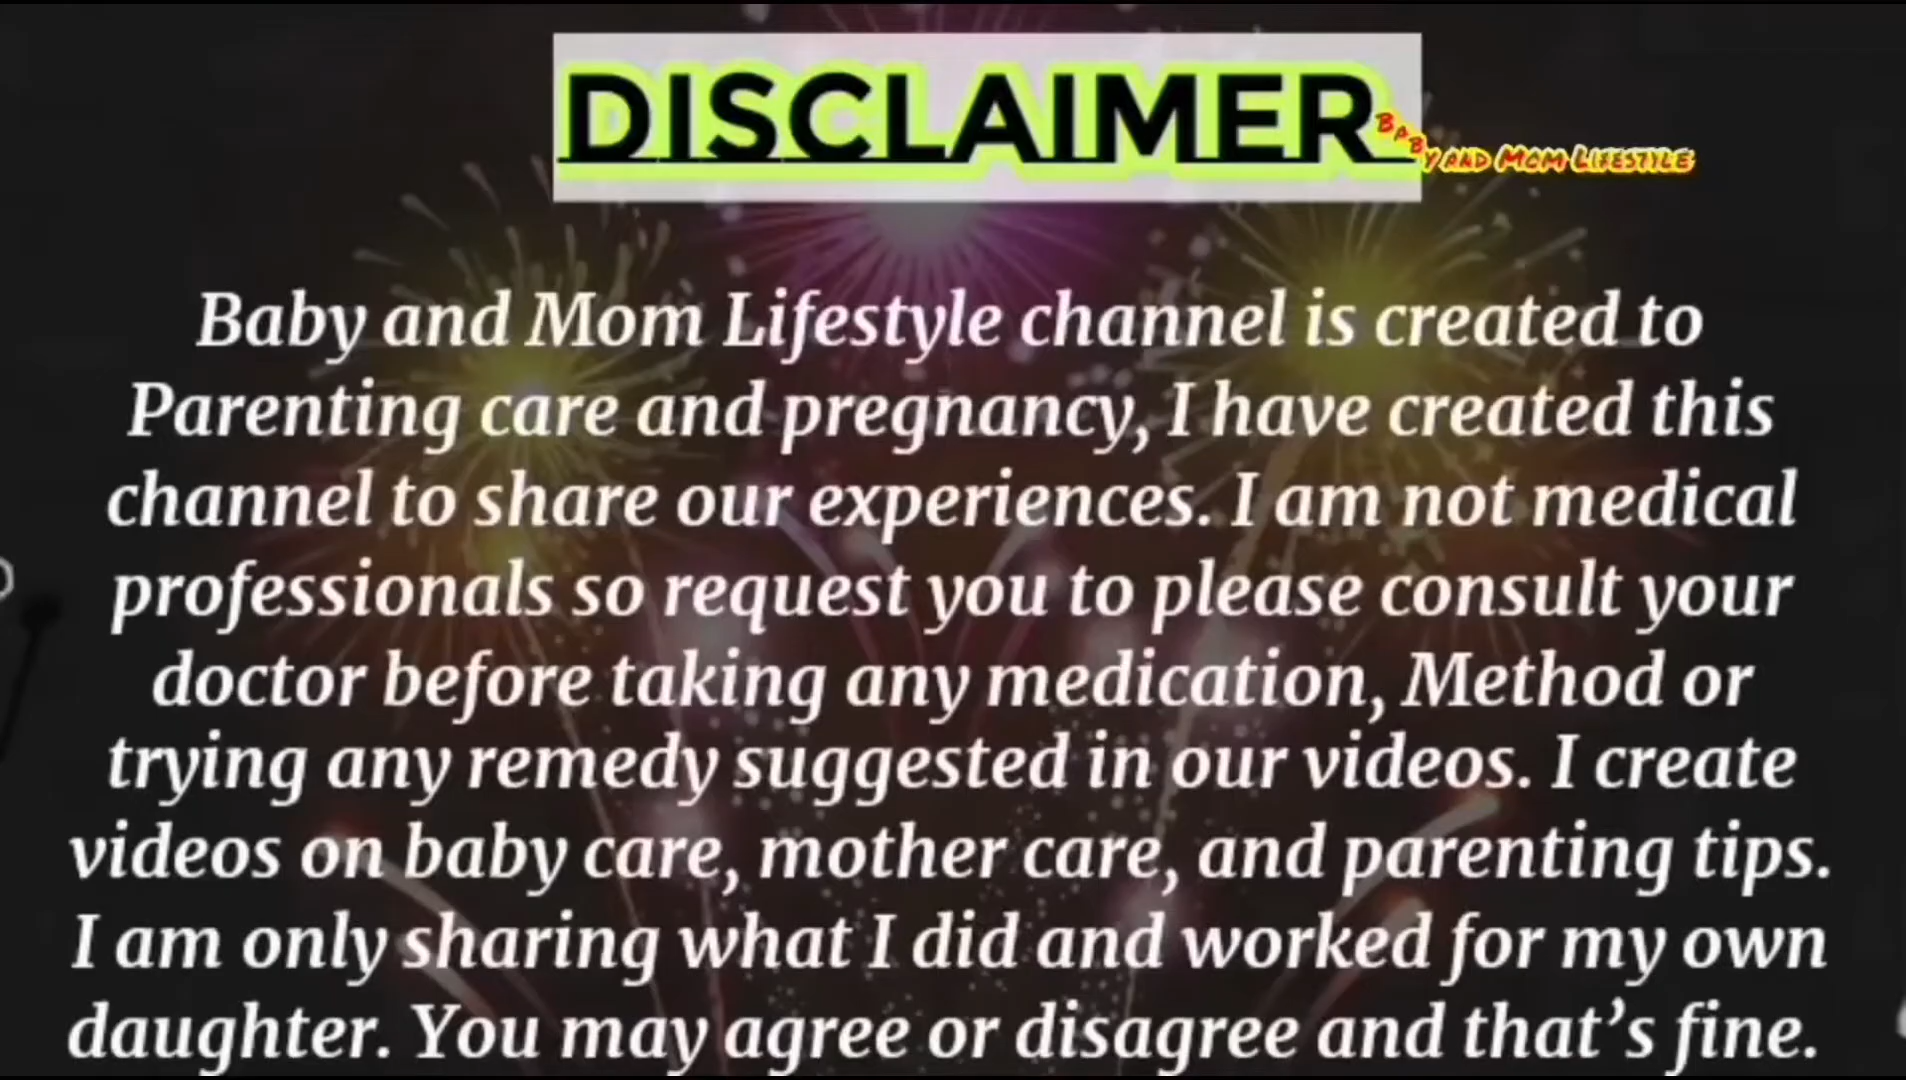 DISCLAIMER
Baby and Mom Lifestyle
Baby and Mom Lifestyle channel is created to
Parenting care and pregnancy, I have created this
channel to share our experiences. I am not medical
professionals so request you to please consult your
doctor before taking any medication, Method or
trying any remedy suggested in our videos. I create
videos on baby care, mother care, and parenting tips.
I am only sharing what I did and worked for my own
daughter. You may agree or disagree and that’s fine.